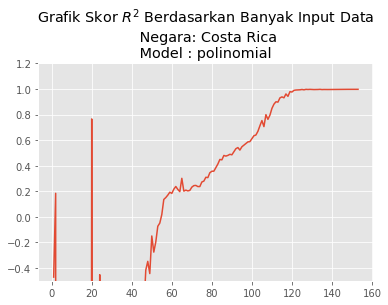 Grafik Skor $R^2$ Berdasarkan Banyak Input Data
Negara: Costa Rica
Model : polinomial
1.2
1.0
0.8
0.6
0.4
0.2
0.0
−0.2
−0.4
0 20 40 60 80 100 120 140 160